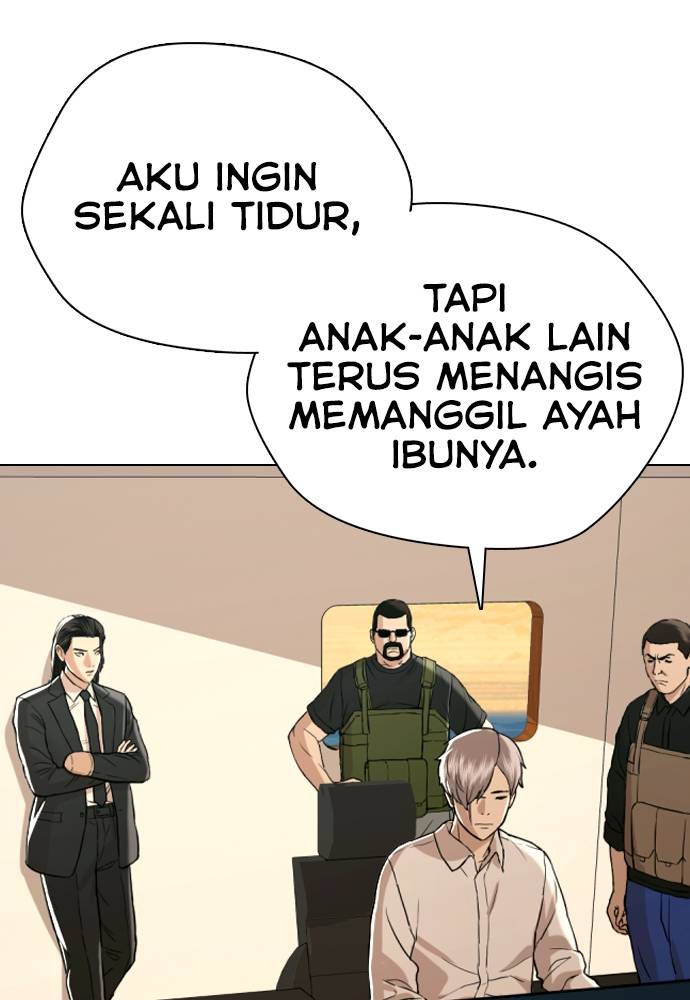 AKU INGIN
SEKALI TIDUR,
TAPI
ANAK-ANAK LAIN
TERUS MENANGIS
MEMANGGIL AYAH
IBUNYA.